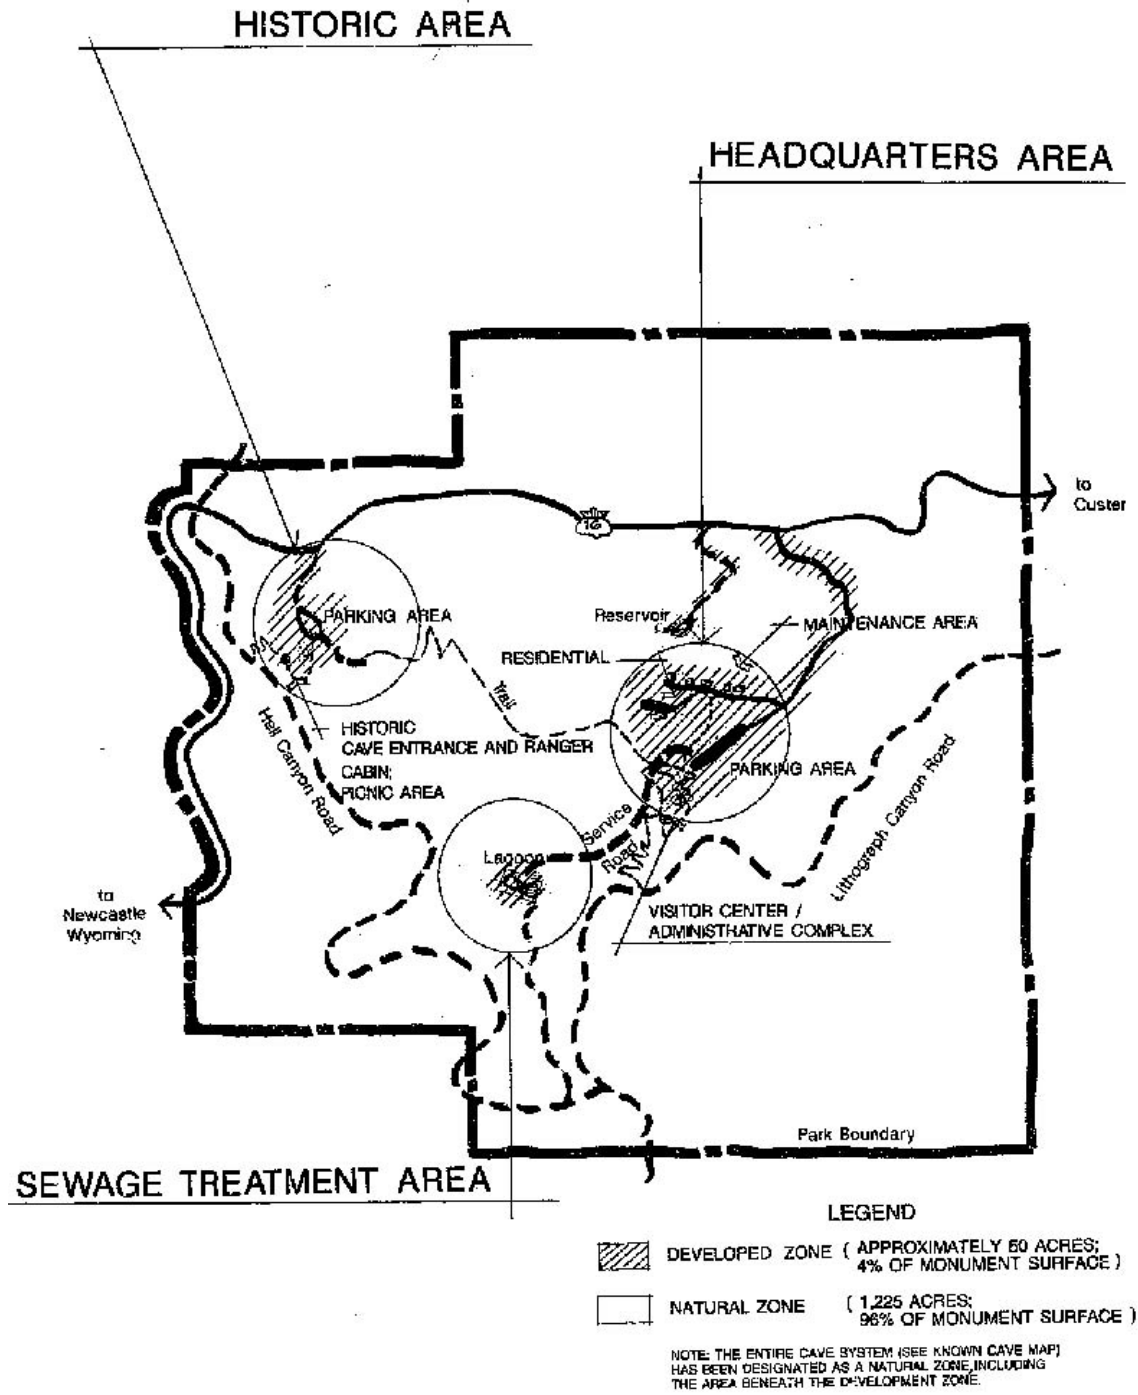 HISTORIC AREA
HEADQUARTERS AREA
to
Custer
16
PARKING AREA
Reservoir
MAINTENANCE AREA
RESIDENTIAL
Trail
HISTORIC
CAVE ENTRANCE AND RANGER
CABIN;
PICNIC AREA
Hell Canyon Road
PARKING AREA
Lithograph Canyon Road
Service
Road
Lagoon
to
Newcastle
Wyoming
VISITOR CENTER /
ADMINISTRATIVE COMPLEX
Park Boundary
SEWAGE TREATMENT AREA
LEGEND
DEVELOPED ZONE ( APPROXIMATELY 50 ACRES;
4% OF MONUMENT SURFACE )
NATURAL ZONE ( 1,225 ACRES;
96% OF MONUMENT SURFACE )
NOTE: THE ENTIRE CAVE SYSTEM (SEE KNOWN CAVE MAP)
HAS BEEN DESIGNATED AS A NATURAL ZONE, INCLUDING
THE AREA BENEATH THE DEVELOPMENT ZONE.